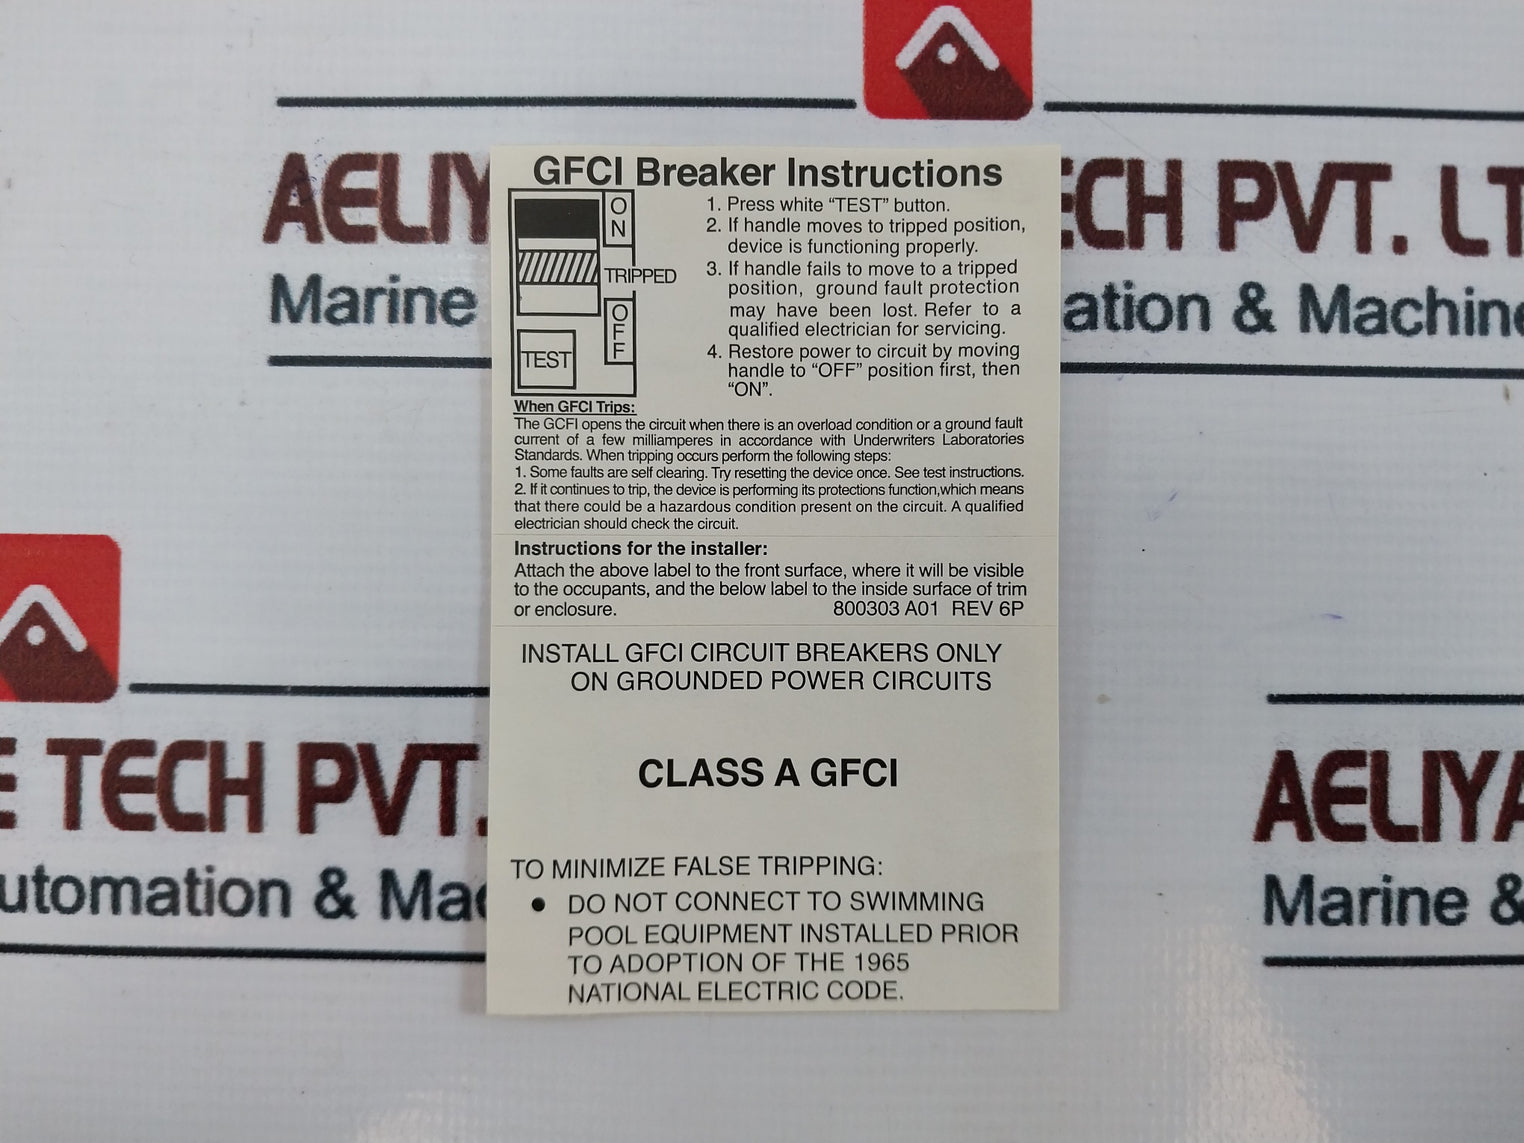 AELIY
ECH PVT. LT
Marine
ation & Machine
GFCI Breaker Instructions
ON
TRIPPED
OFF
TEST
1. Press white “TEST” button.
2. If handle moves to tripped position,
device is functioning properly.
3. If handle fails to move to a tripped
position, ground fault protection
may have been lost. Refer to a
qualified electrician for servicing.
4. Restore power to circuit by moving
handle to “OFF” position first, then
“ON”.
When GFCI Trips:
The GCFI opens the circuit when there is an overload condition or a ground fault
current of a few milliamperes in accordance with Underwriters Laboratories
Standards. When tripping occurs perform the following steps:
1. Some faults are self clearing. Try resetting the device once. See test instructions.
2. If it continues to trip, the device is performing its protections function,which means
that there could be a hazardous condition present on the circuit. A qualified
electrician should check the circuit.
Instructions for the installer:
Attach the above label to the front surface, where it will be visible
to the occupants, and the below label to the inside surface of trim
or enclosure. 800303 A01 REV 6P
INSTALL GFCI CIRCUIT BREAKERS ONLY
ON GROUNDED POWER CIRCUITS
CLASS A GFCI
TO MINIMIZE FALSE TRIPPING:
● DO NOT CONNECT TO SWIMMING
POOL EQUIPMENT INSTALLED PRIOR
TO ADOPTION OF THE 1965
NATIONAL ELECTRIC CODE.
E TECH PVT.
utomation & Mac
AELIYA
Marine &